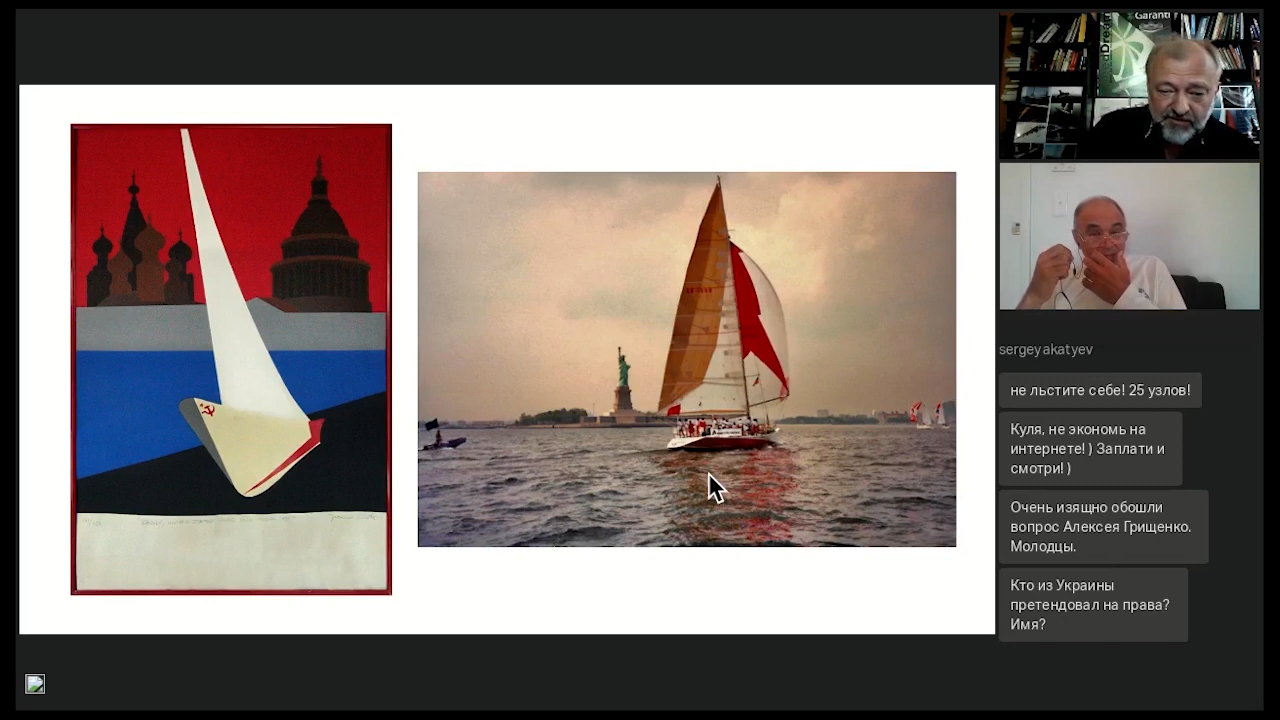 Garanti
sergeyakatyev
не льстите себе! 25 узлов!
Куля, не экономь на
интернете! ) Заплати и
смотри! )
Очень изящно обошли
вопрос Алексея Грищенко.
Молодцы.
Кто из Украины
претендовал на права?
Имя?